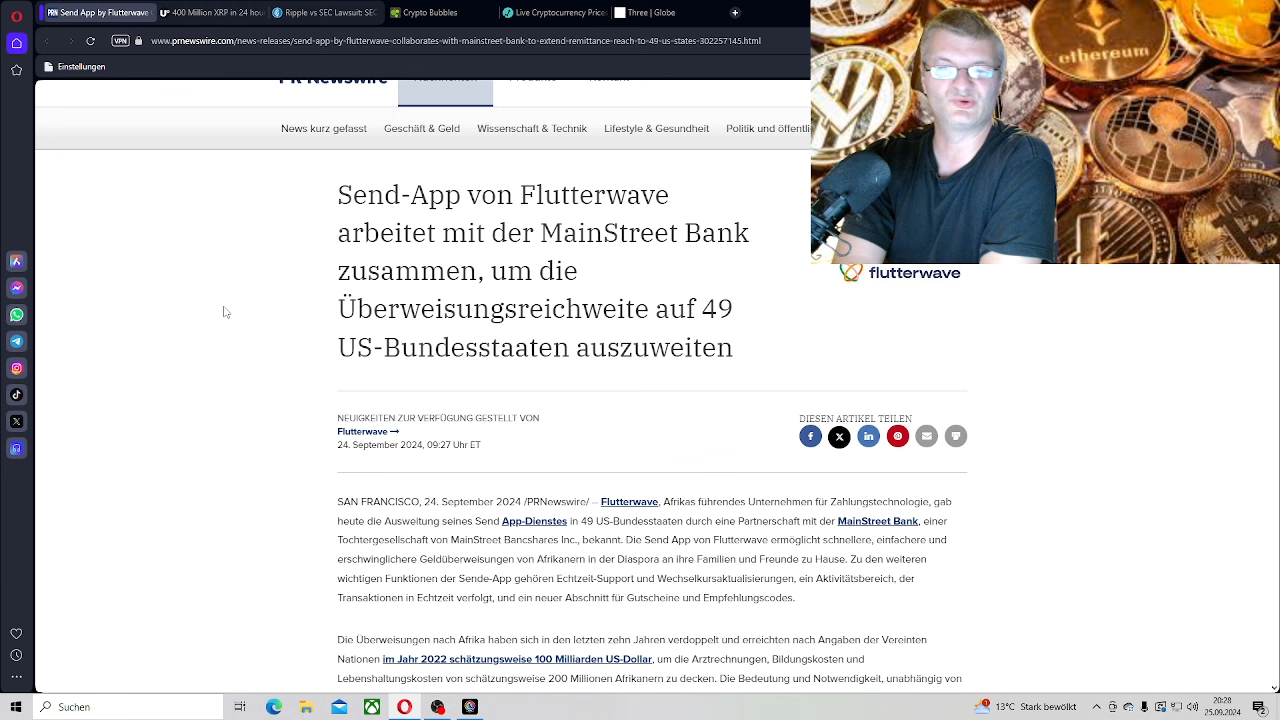 Send App by Flutterwave
400 Million XRP in 24 hou
Ripple vs SEC Lawsuit: SEC
Crypto Bubbles
Live Cryptocurrency Price
Three | Globe
VPN
www.prnewswire.com/news-releases/send-app-by-flutterwave-collaborates-with-mainstreet-bank-to-extend-remittance-reach-to-49-us-states-302257145.html
Einstellungen
PR Newswire
News kurz gefasst
Geschäft & Geld
Wissenschaft & Technik
Lifestyle & Gesundheit
Politik und öffentli
ethereum
Send-App von Flutterwave
arbeitet mit der MainStreet Bank
zusammen, um die
Überweisungsreichweite auf 49
US-Bundesstaaten auszuweiten
flutterwave
NEUIGKEITEN ZUR VERFÜGUNG GESTELLT VON
Flutterwave →
24. September 2024, 09:27 Uhr ET
DIESEN ARTIKEL TEILEN
SAN FRANCISCO, 24. September 2024 /PRNewswire/ -- Flutterwave, Afrikas führendes Unternehmen für Zahlungstechnologie, gab
heute die Ausweitung seines Send App-Dienstes in 49 US-Bundesstaaten durch eine Partnerschaft mit der MainStreet Bank, einer
Tochtergesellschaft von MainStreet Bancshares Inc., bekannt. Die Send App von Flutterwave ermöglicht schnellere, einfachere und
erschwinglichere Geldüberweisungen von Afrikanern in der Diaspora an ihre Familien und Freunde zu Hause. Zu den weiteren
wichtigen Funktionen der Send-App gehören Echtzeit-Support und Wechselkursaktualisierungen, ein Aktivitätsbereich, der
Transaktionen in Echtzeit verfolgt, und ein neuer Abschnitt für Gutscheine und Empfehlungscodes.
Die Überweisungen nach Afrika haben sich in den letzten zehn Jahren verdoppelt und erreichten nach Angaben der Vereinten
Nationen im Jahr 2022 schätzungsweise 100 Milliarden US-Dollar, um die Arztrechnungen, Bildungskosten und
Lebenshaltungskosten von schätzungsweise 200 Millionen Afrikanern zu decken. Die Bedeutung und Notwendigkeit, unabhängig von
Suchen
13°C Stark bewölkt
20:28
25.09.2024